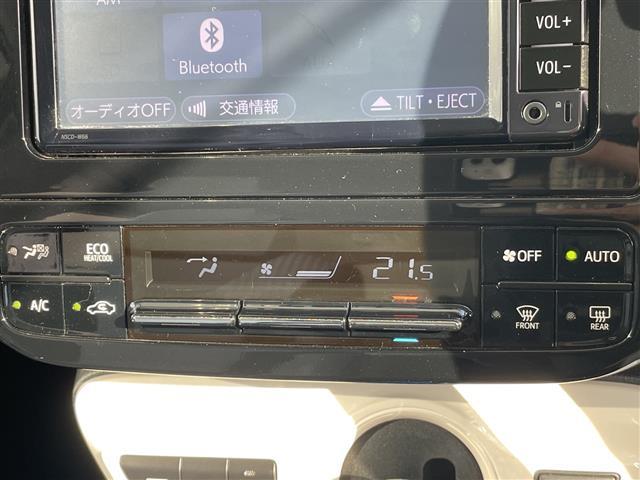 AM
Bluetooth
オーディオOFF
交通情報
TILT・EJECT
VOL+
VOL-
NSCD-W66
ECO
HEAT/COOL
A/C
21.5
OFF
AUTO
FRONT
REAR